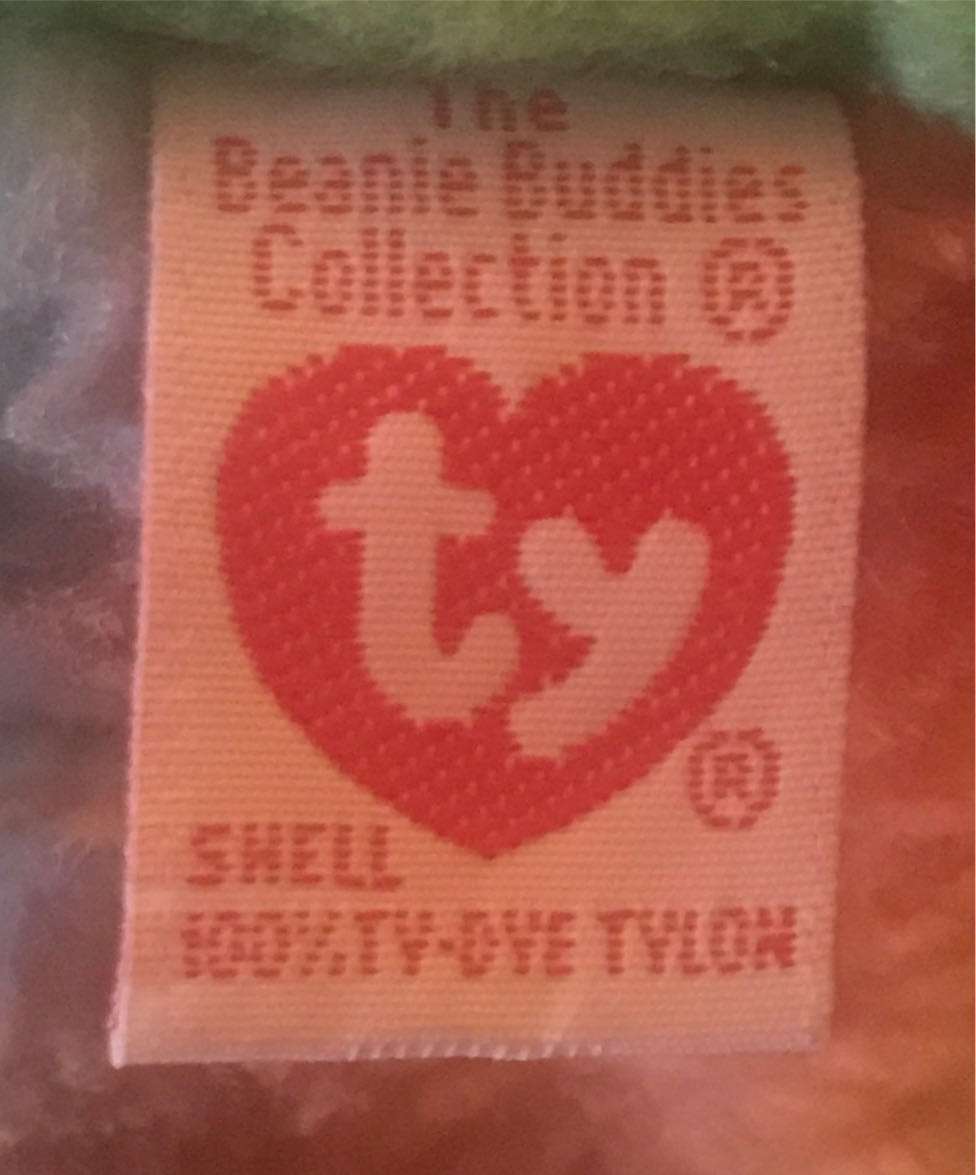 The
Beanie Buddies
Collection ®
ty
®
SHELL
100% TY-DYE TYLON